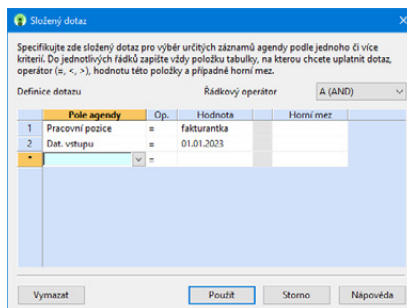 Složený dotaz
Specifikujte zde složený dotaz pro výběr určitých záznamů agendy podle jednoho či více
kritérií. Do jednotlivých řádků zapište vždy položku tabulky, na kterou chcete uplatnit dotaz,
operátor (=, <, >), hodnotu této položky a případně horní mez.
Definice dotazu Řádkový operátor A (AND)
Pole agendy Op. Hodnota Horní mez
1 Pracovní pozice = fakturantka
2 Dat. vstupu = 01.01.2023
* =
Vymazat Použít Storno Nápověda